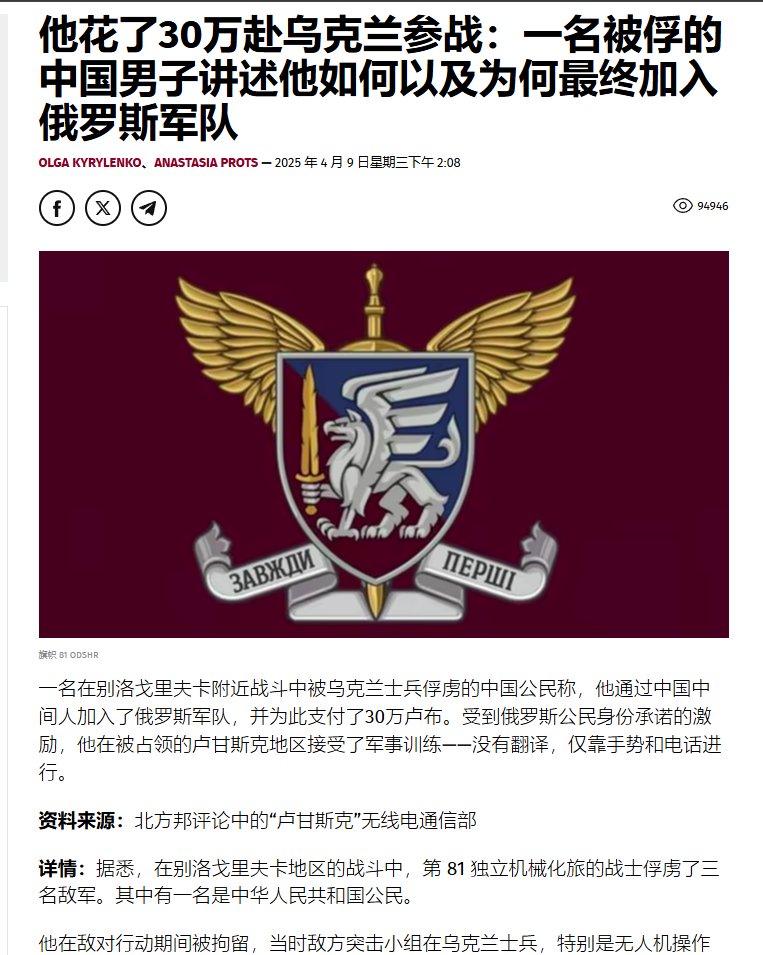 他花了30万赴乌克兰参战：一名被俘的
中国男子讲述他如何以及为何最终加入
俄罗斯军队
OLGA KYRYLENKO、ANASTASIA PROTS — 2025 年 4 月 9 日星期三下午 2:08
94946
ЗАВЖДИ ПЕРШІ
旗帜 81 ODSHR
一名在别洛戈里夫卡附近战斗中被乌克兰士兵俘虏的中国公民称，他通过中国中
间人加入了俄罗斯军队，并为此支付了30万卢布。受到俄罗斯公民身份承诺的激
励，他在被占领的卢甘斯克地区接受了军事训练——没有翻译，仅靠手势和电话进
行。
资料来源：北方邦评论中的“卢甘斯克”无线电通信部
详情：据悉，在别洛戈里夫卡地区的战斗中，第 81 独立机械化旅的战士俘虏了三
名敌军。其中有一名是中华人民共和国公民。
他在敌对行动期间被拘留，当时敌方突击小组在乌克兰士兵，特别是无人机操作